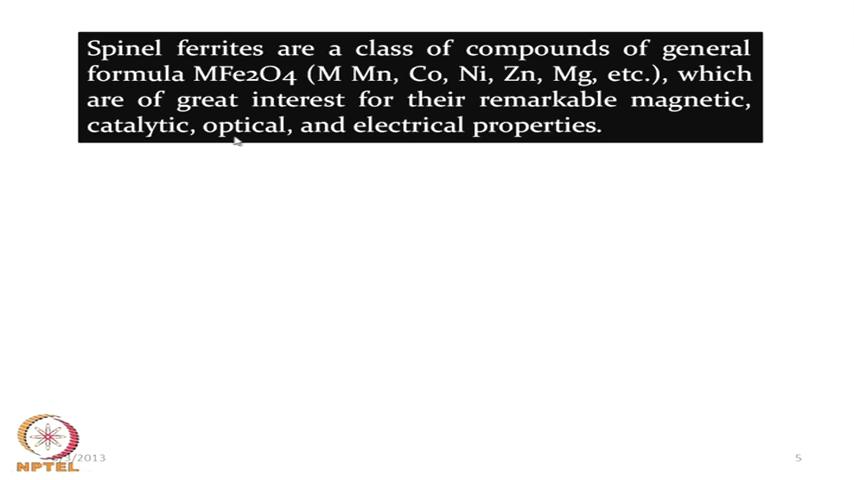 Spinel ferrites are a class of compounds of general
formula MFe2O4 (M Mn, Co, Ni, Zn, Mg, etc.), which
are of great interest for their remarkable magnetic,
catalytic, optical, and electrical properties.
/3/2013
5
NPTEL